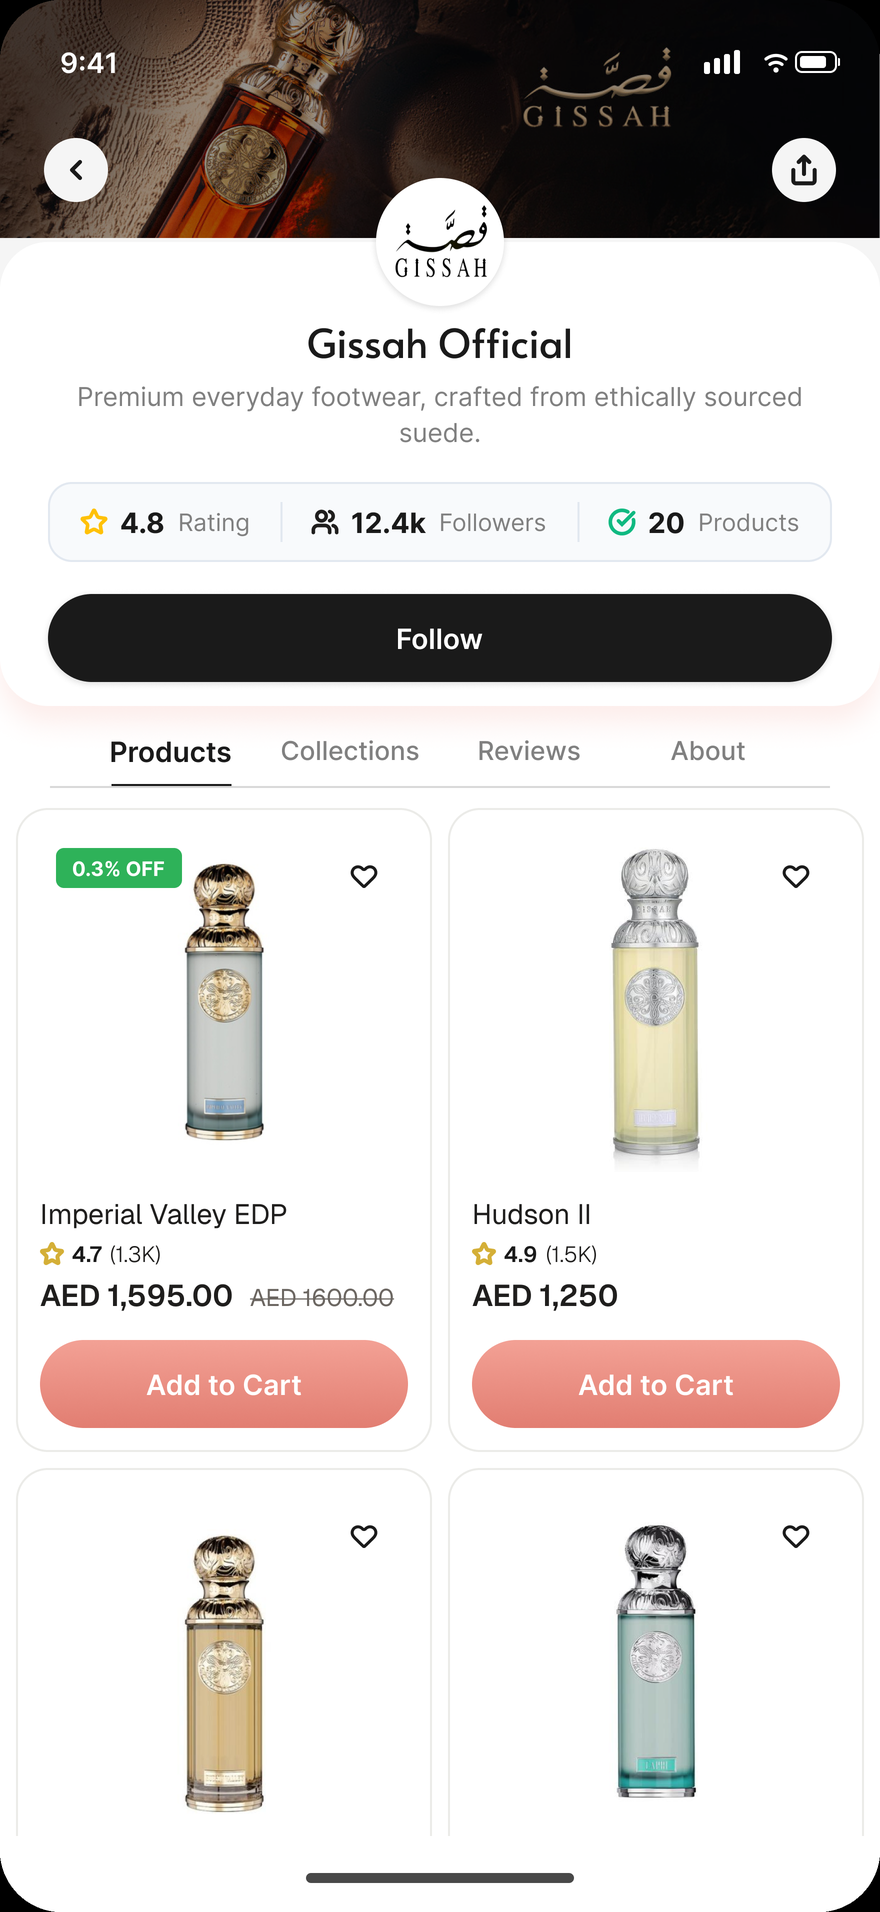 9:41
قصّة
GISSAH
قصّة
GISSAH
Gissah Official
Premium everyday footwear, crafted from ethically sourced
suede.
4.8 Rating 12.4k Followers 20 Products
Follow
Products Collections Reviews About
0.3% OFF
Imperial Valley EDP
4.7 (1.3K)
AED 1,595.00 AED 1600.00
Add to Cart
Hudson II
4.9 (1.5K)
AED 1,250
Add to Cart